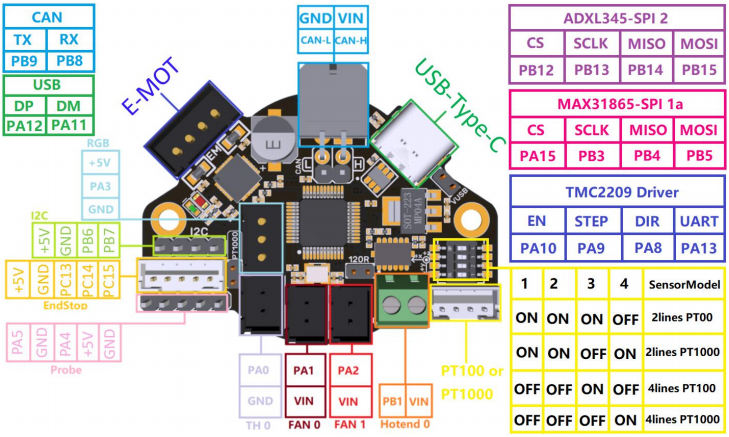 CAN
TX RX
PB9 PB8
USB
DP DM
PA12 PA11
E-MOT
GND VIN
CAN-L CAN-H
USB-Type-C
ADXL345-SPI 2
CS SCLK MISO MOSI
PB12 PB13 PB14 PB15
MAX31865-SPI 1a
CS SCLK MISO MOSI
PA15 PB3 PB4 PB5
TMC2209 Driver
EN STEP DIR UART
PA10 PA9 PA8 PA13
1 2 3 4 SensorModel
ON ON ON OFF 2lines PT00
ON ON OFF ON 2lines PT1000
OFF OFF ON OFF 4lines PT100
OFF OFF OFF ON 4lines PT1000
RGB
+5V
PA3
GND
I2C
+5V GND PB6 PB7
+5V GND PC13 PC14 PC15
EndStop
PA5 GND PA4 +5V GND
Probe
EM
E
CAN
L H
VUSB
SOT-223
MP04A
I2C
PT1000
120R
PA0
GND
TH 0
PA1
VIN
FAN 0
PA2
VIN
FAN 1
PB1 VIN
Hotend 0
PT100 or
PT1000